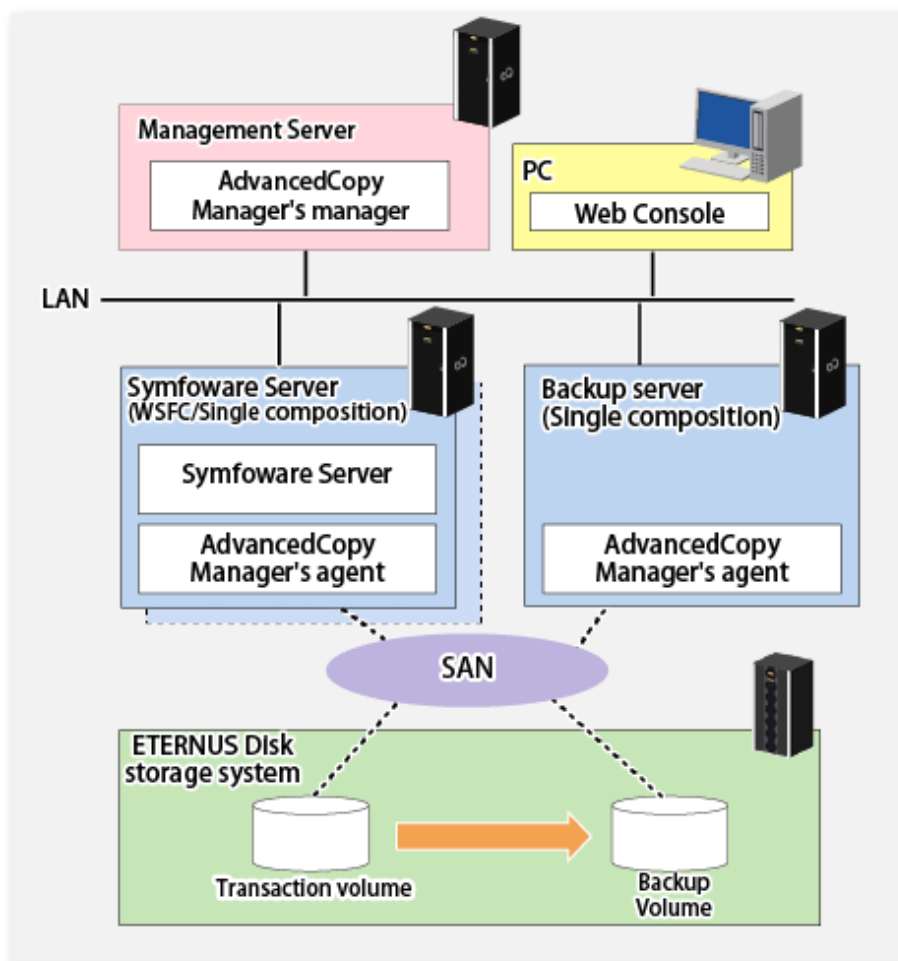 Management Server
AdvancedCopy
Manager's manager
PC
Web Console
LAN
Symfoware Server
(WSFC/Single composition)
Symfoware Server
AdvancedCopy
Manager's agent
Backup server
(Single composition)
AdvancedCopy
Manager's agent
SAN
ETERNUS Disk
storage system
Transaction volume
Backup
Volume